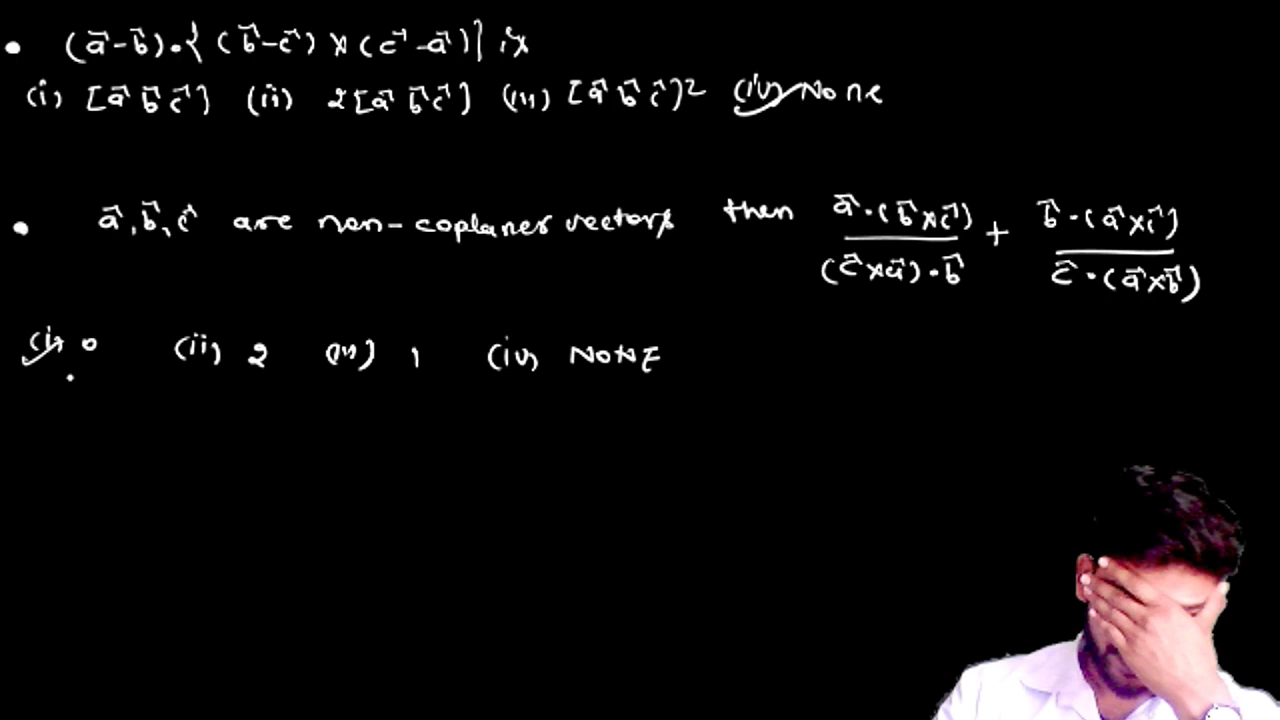 • (a⃗-b⃗)·{(b⃗-c⃗)×(c⃗-a⃗)} is
(i) [a⃗ b⃗ c⃗] (ii) 2[a⃗ b⃗ c⃗] (iii) [a⃗ b⃗ c⃗]² (iv) None
• a⃗, b⃗, c⃗ are non-coplaner vectors then a⃗·(b⃗×c⃗)/(c⃗×a⃗)·b⃗ + b⃗·(a⃗×c⃗)/c⃗·(a⃗×b⃗)
(i) 0 (ii) 2 (iii) 1 (iv) NONE